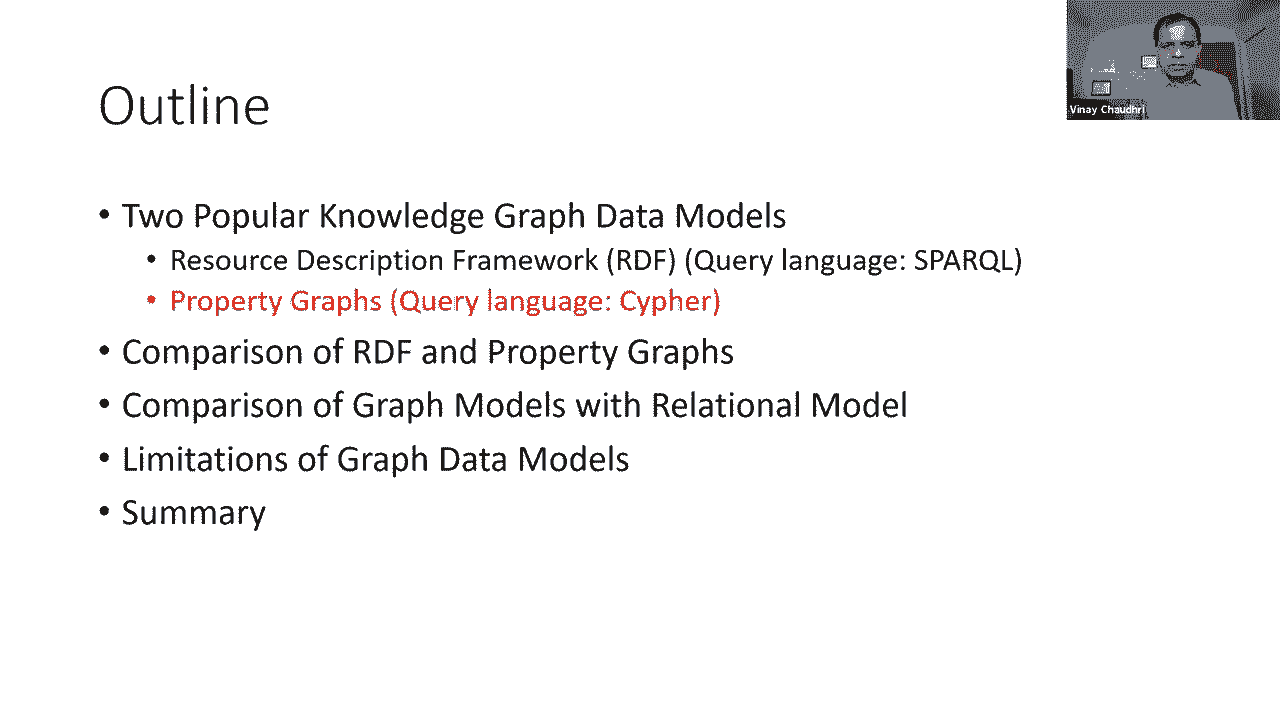 Vinay Chaudhri
Outline
• Two Popular Knowledge Graph Data Models
• Resource Description Framework (RDF) (Query language: SPARQL)
• Property Graphs (Query language: Cypher)
• Comparison of RDF and Property Graphs
• Comparison of Graph Models with Relational Model
• Limitations of Graph Data Models
• Summary